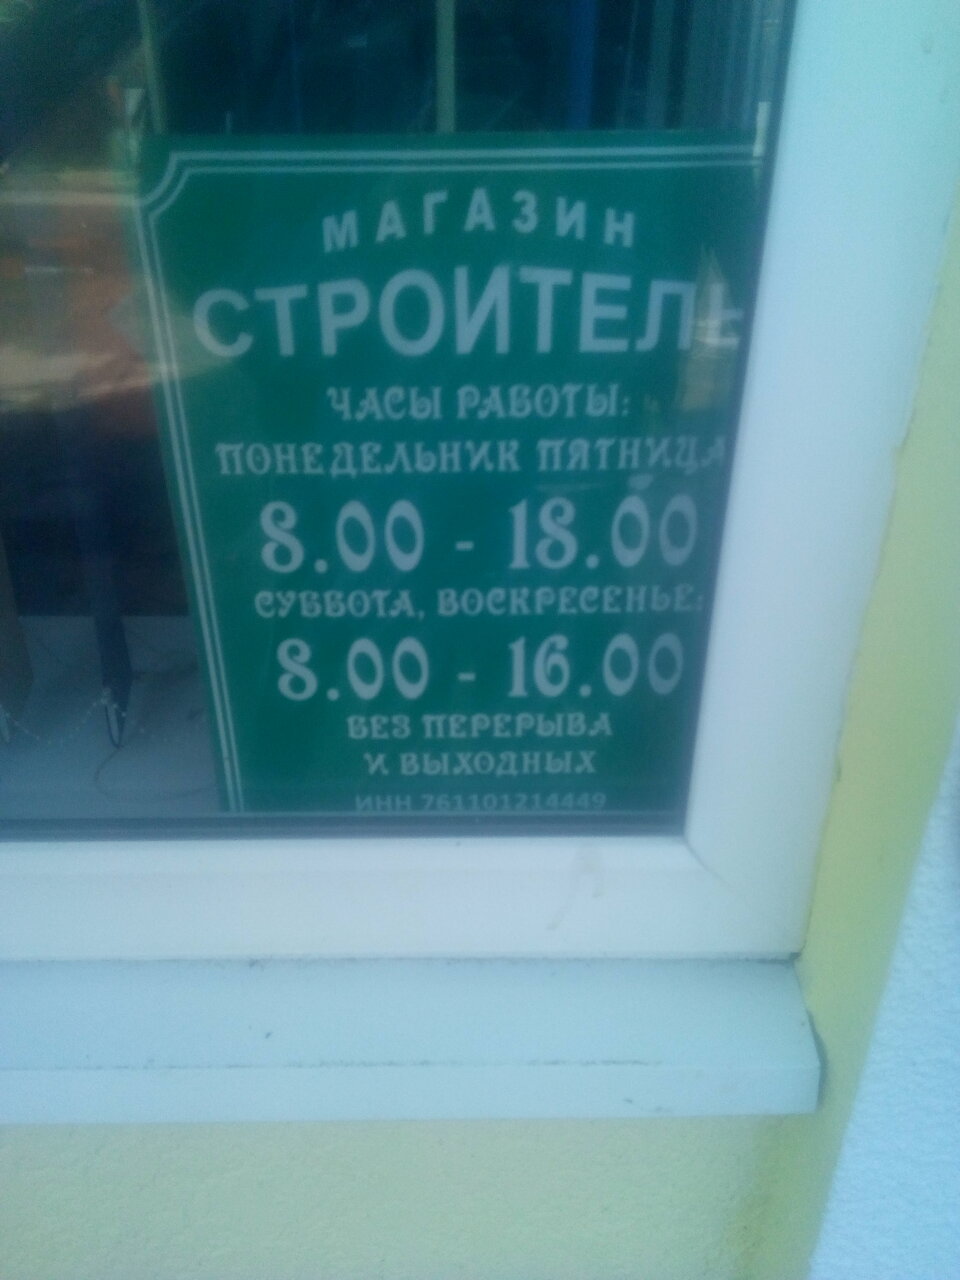 МАГАЗИН
СТРОИТЕЛЬ
ЧАСЫ РАБОТЫ:
ПОНЕДЕЛЬНИК ПЯТНИЦА
8.00 - 18.00
СУББОТА, ВОСКРЕСЕНЬЕ:
8.00 - 16.00
БЕЗ ПЕРЕРЫВА
И ВЫХОДНЫХ
ИНН 761101214449